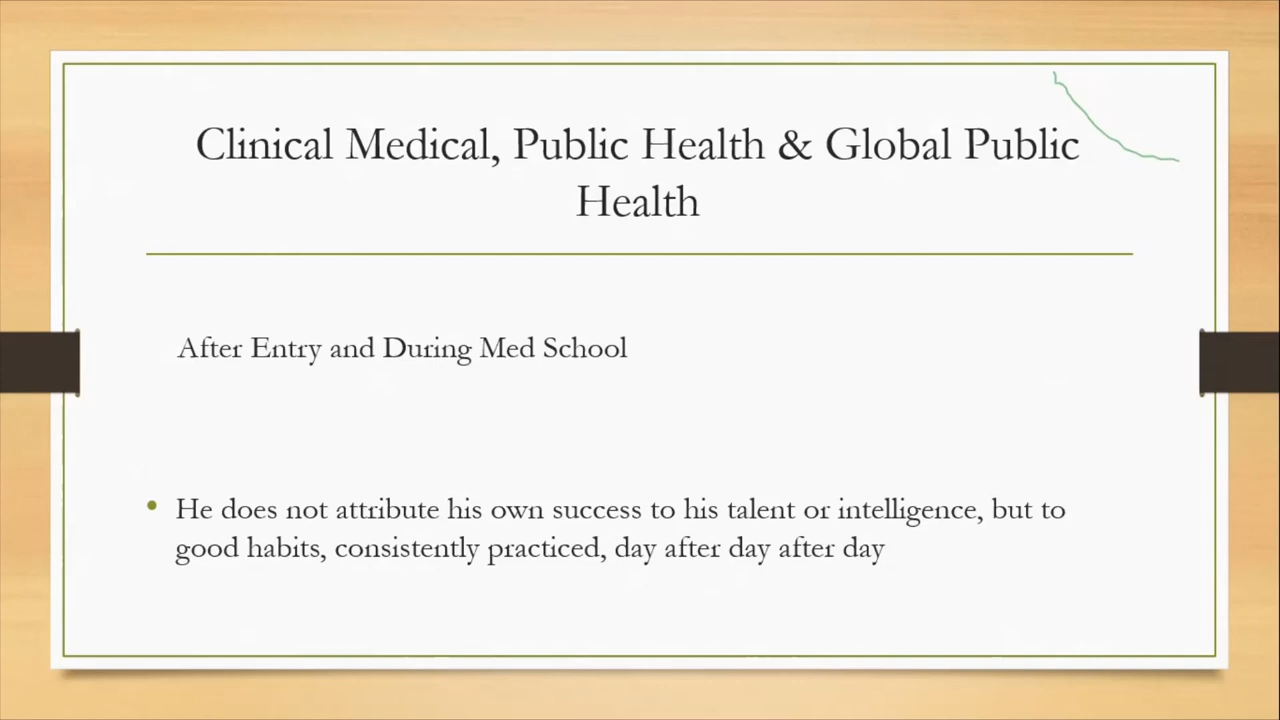 Clinical Medical, Public Health & Global Public
Health
After Entry and During Med School
• He does not attribute his own success to his talent or intelligence, but to
good habits, consistently practiced, day after day after day